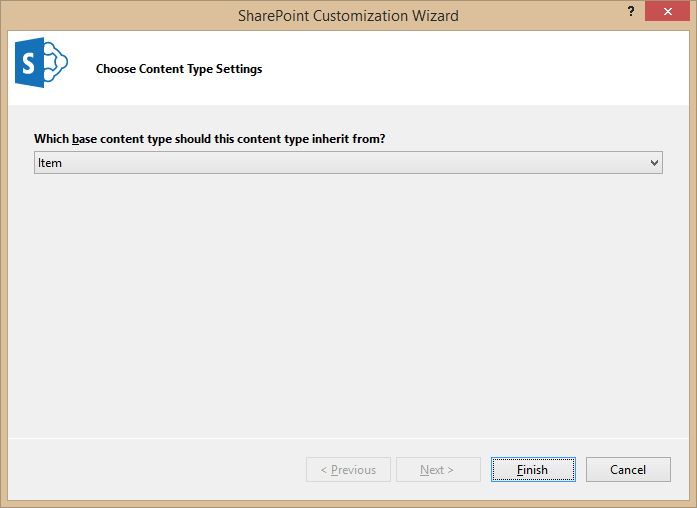 SharePoint Customization Wizard
?
S
Choose Content Type Settings
Which base content type should this content type inherit from?
Item
< Previous
Next >
Finish
Cancel